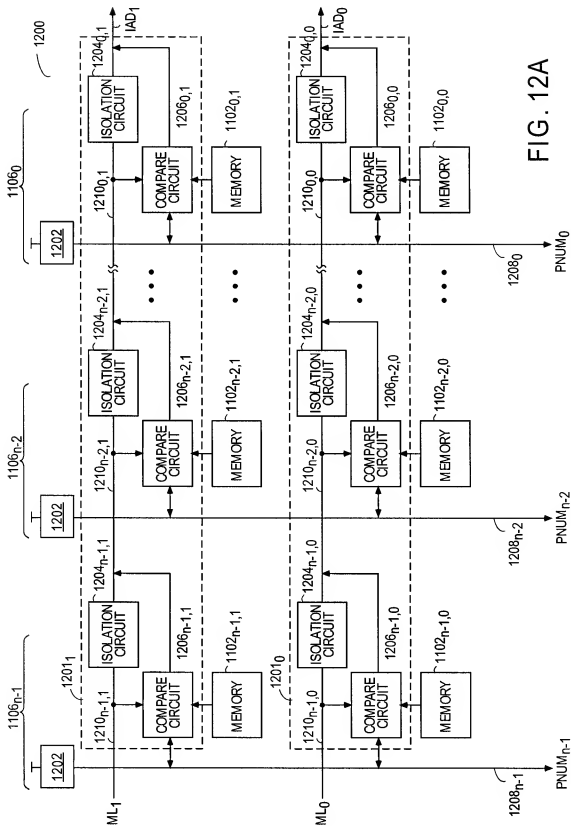 1200
1106n-1
1106n-2
11060
1202
1202
1202
12011
1204n-1,1
1204n-2,1
12040,1
ML1
1210n-1,1
ISOLATION CIRCUIT
1210n-2,1
ISOLATION CIRCUIT
12100,1
ISOLATION CIRCUIT
IAD1
COMPARE CIRCUIT
1206n-1,1
COMPARE CIRCUIT
1206n-2,1
COMPARE CIRCUIT
12060,1
MEMORY
1102n-1,1
MEMORY
1102n-2,1
MEMORY
11020,1
12010
1204n-1,0
1204n-2,0
12040,0
ML0
1210n-1,0
ISOLATION CIRCUIT
1210n-2,0
ISOLATION CIRCUIT
12100,0
ISOLATION CIRCUIT
IAD0
COMPARE CIRCUIT
1206n-1,0
COMPARE CIRCUIT
1206n-2,0
COMPARE CIRCUIT
12060,0
MEMORY
1102n-1,0
MEMORY
1102n-2,0
MEMORY
11020,0
1208n-1
1208n-2
12080
PNUMn-1
PNUMn-2
PNUM0
FIG. 12A